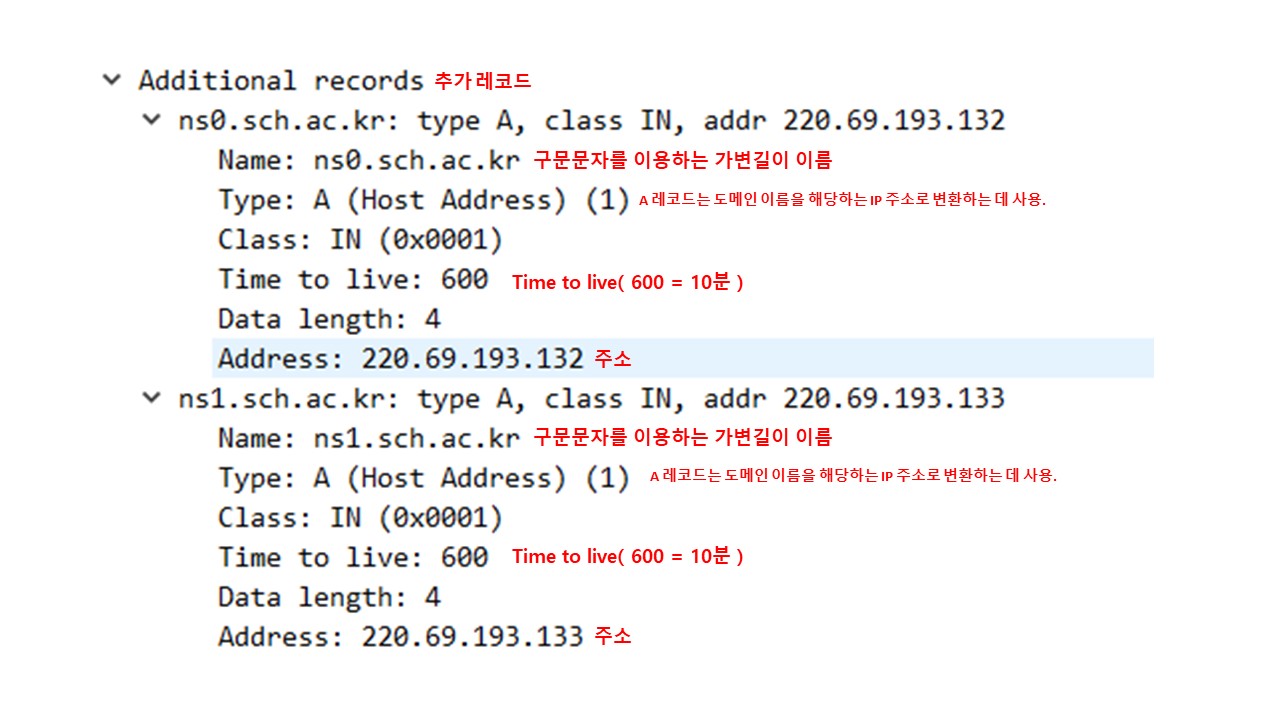 Additional records 추가 레코드
ns0.sch.ac.kr: type A, class IN, addr 220.69.193.132
Name: ns0.sch.ac.kr 구문문자를 이용하는 가변길이 이름
Type: A (Host Address) (1) A 레코드는 도메인 이름을 해당하는 IP 주소로 변환하는 데 사용.
Class: IN (0x0001)
Time to live: 600 Time to live( 600 = 10분 )
Data length: 4
Address: 220.69.193.132 주소
ns1.sch.ac.kr: type A, class IN, addr 220.69.193.133
Name: ns1.sch.ac.kr 구문문자를 이용하는 가변길이 이름
Type: A (Host Address) (1) A 레코드는 도메인 이름을 해당하는 IP 주소로 변환하는 데 사용.
Class: IN (0x0001)
Time to live: 600 Time to live( 600 = 10분 )
Data length: 4
Address: 220.69.193.133 주소